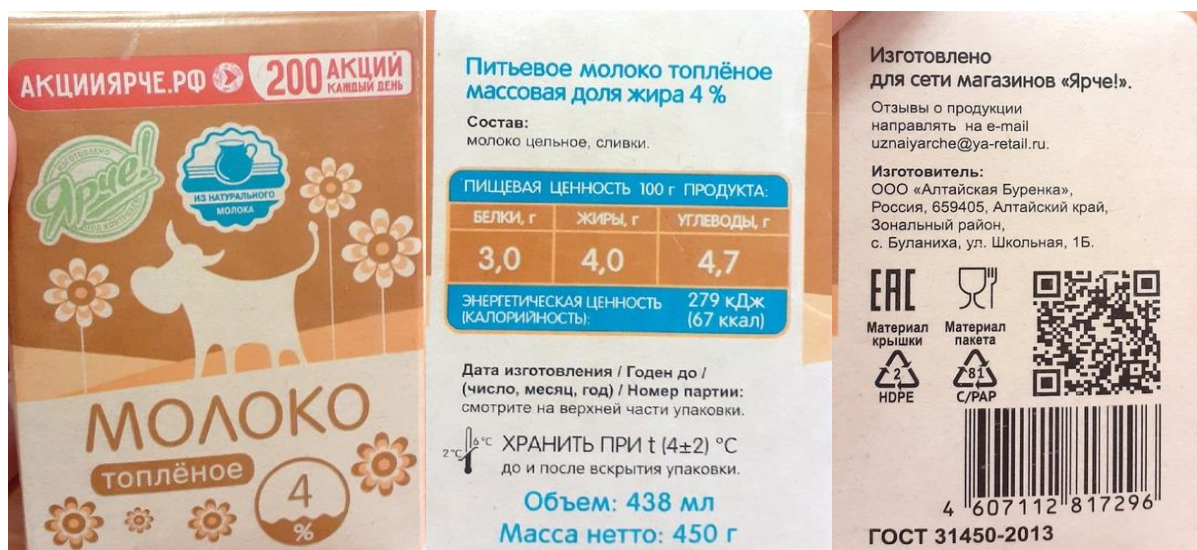 АКЦИИЯРЧЕ.РФ
200 АКЦИЙ
КАЖДЫЙ ДЕНЬ
ИЗГОТОВЛЕНО
Ярче!
ИЗ НАТУРАЛЬНОГО
МОЛОКА
МОЛОКО
топлёное
4
%
Питьевое молоко топлёное
массовая доля жира 4 %
Состав:
молоко цельное, сливки.
ПИЩЕВАЯ ЦЕННОСТЬ 100 г ПРОДУКТА:
БЕЛКИ, г ЖИРЫ, г УГЛЕВОДЫ, г
3,0 4,0 4,7
ЭНЕРГЕТИЧЕСКАЯ ЦЕННОСТЬ 279 кДж
(КАЛОРИЙНОСТЬ): (67 ккал)
Дата изготовления / Годен до /
(число, месяц, год) / Номер партии:
смотрите на верхней части упаковки.
2°C 6°C ХРАНИТЬ ПРИ t (4±2) °C
до и после вскрытия упаковки.
Объем: 438 мл
Масса нетто: 450 г
Изготовлено
для сети магазинов «Ярче!».
Отзывы о продукции
направлять на e-mail
uznaiyarche@ya-retail.ru.
Изготовитель:
ООО «Алтайская Буренка»,
Россия, 659405, Алтайский край,
Зональный район,
с. Буланиха, ул. Школьная, 1Б.
ЕАС
Материал крышки
2
HDPE
Материал пакета
81
C/PAP
4 607112 817296
ГОСТ 31450-2013